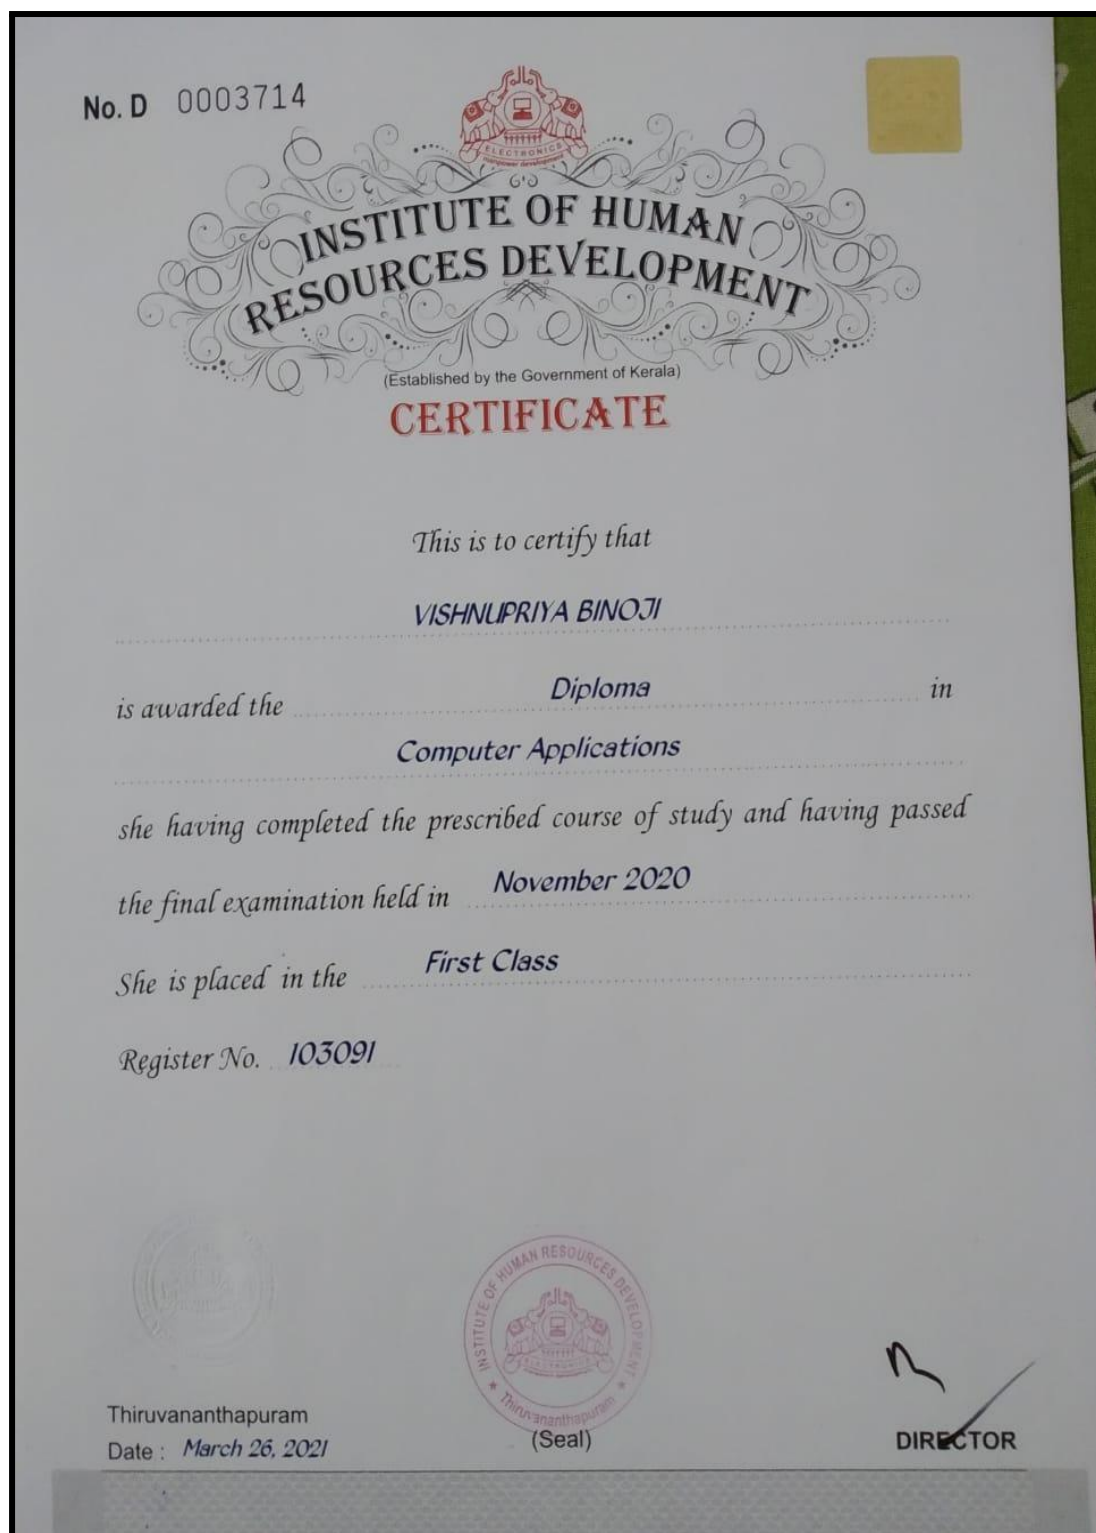 No. D 0003714
ELECTRONICS
manpower development
INSTITUTE OF HUMAN
RESOURCES DEVELOPMENT
(Established by the Government of Kerala)
CERTIFICATE
This is to certify that
VISHNUPRIYA BINOJI
is awarded the Diploma in
Computer Applications
she having completed the prescribed course of study and having passed
the final examination held in November 2020
She is placed in the First Class
Register No. 103091
INSTITUTE OF HUMAN RESOURCES DEVELOPMENT
ELECTRONICS
Thiruvananthapuram
Thiruvananthapuram
Date : March 26, 2021
(Seal)
DIRECTOR